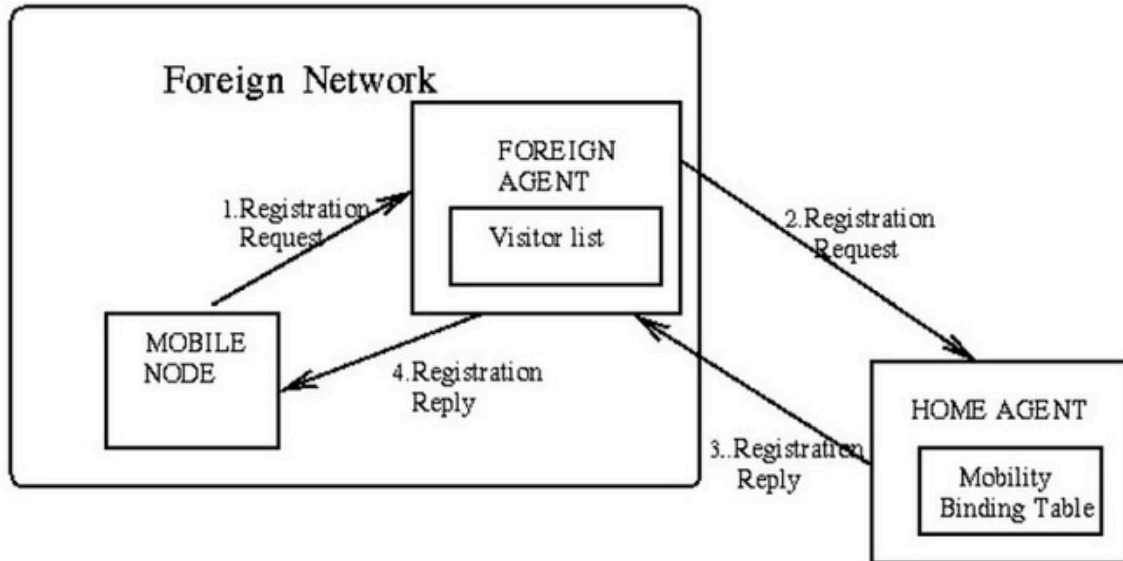 Foreign Network
FOREIGN
AGENT
Visitor list
1.Registration
Request
2.Registration
Request
MOBILE
NODE
4.Registration
Reply
3..Registration
Reply
HOME AGENT
Mobility
Binding Table